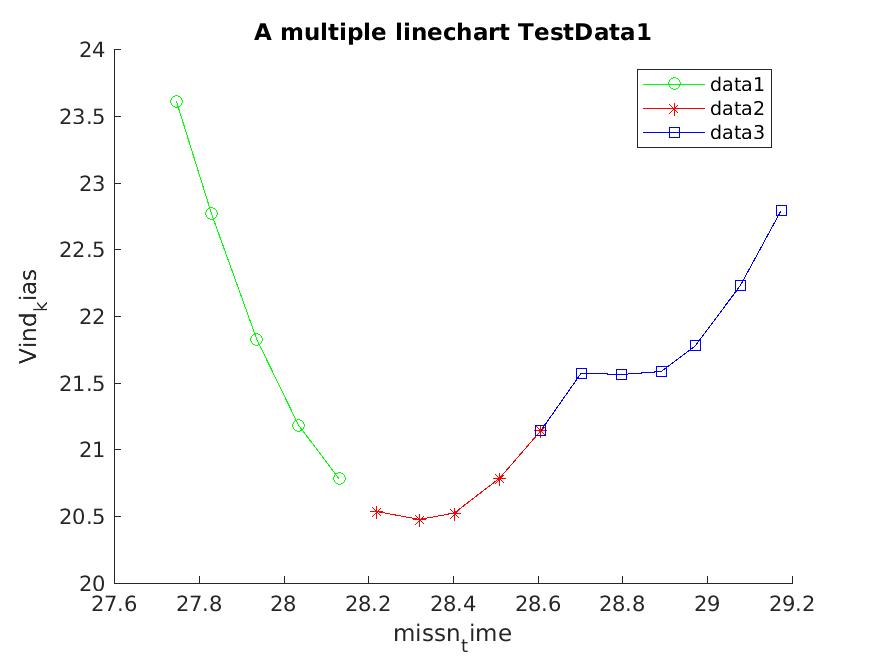 A multiple linechart TestData1
data1
data2
data3
24
23.5
23
22.5
22
21.5
21
20.5
20
Vind_kias
27.6 27.8 28 28.2 28.4 28.6 28.8 29 29.2
missn_time